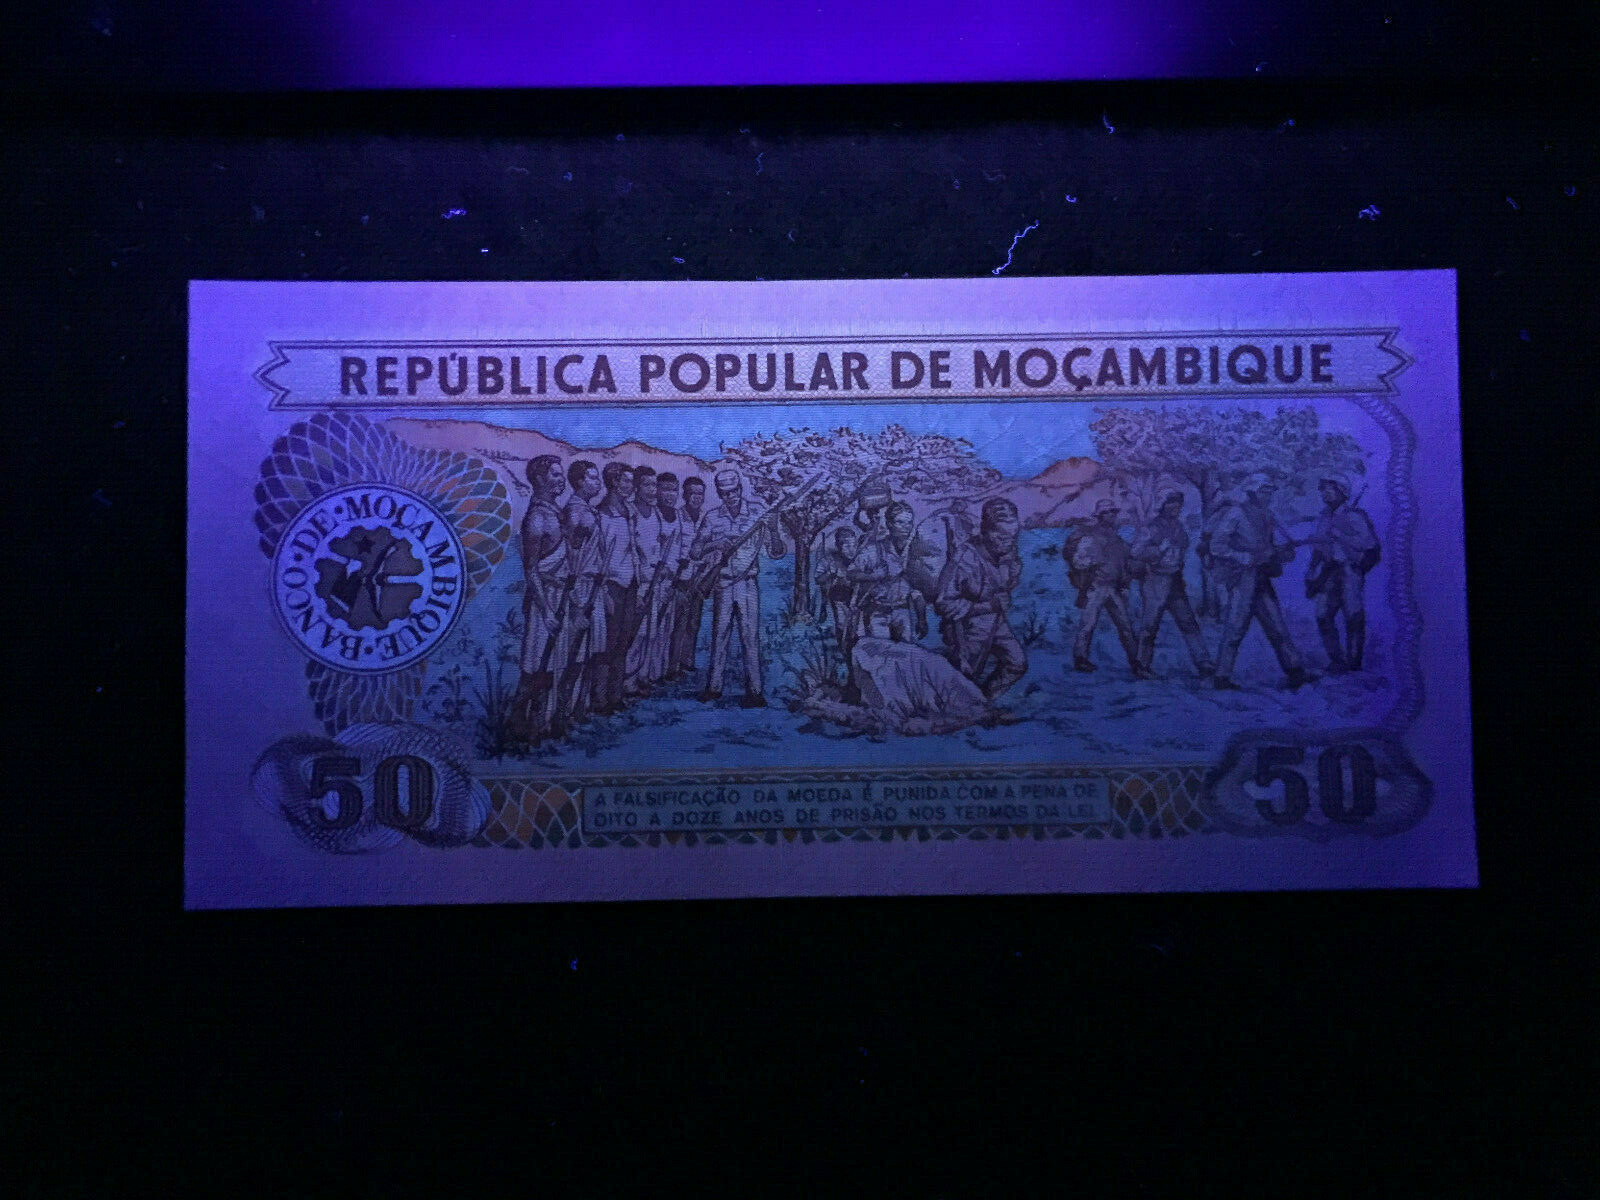 REPÚBLICA POPULAR DE MOÇAMBIQUE
BANCO·DE·MOÇAMBIQUE·
50
A FALSIFICAÇÃO DA MOEDA É PUNIDA COM A PENA DE
OITO A DOZE ANOS DE PRISÃO NOS TERMOS DA LEI
50